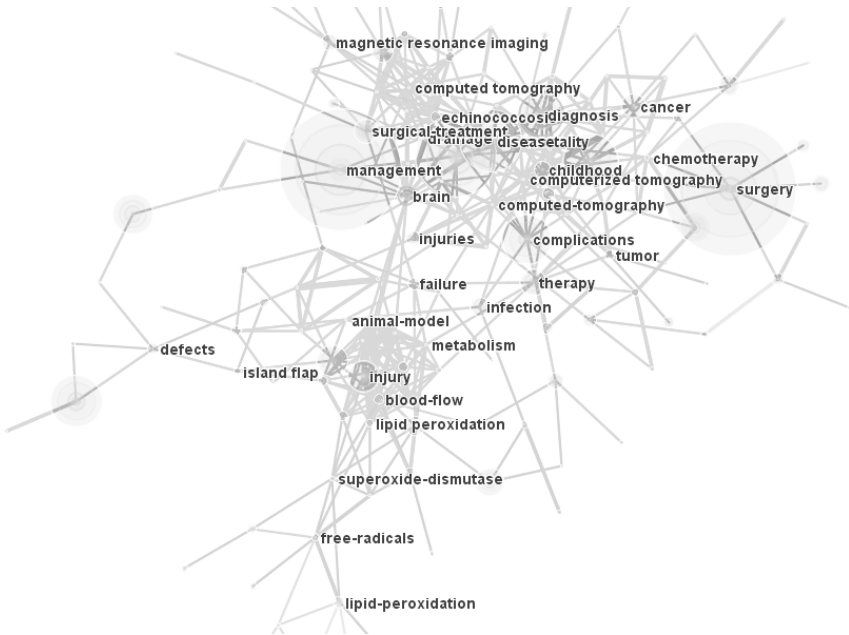 magnetic resonance imaging
computed tomography
cancer
diagnosis
surgical-treatment
drainage
chemotherapy
management
childhood
computerized tomography
surgery
brain
computed-tomography
injuries
complications
tumor
failure
therapy
infection
animal-model
metabolism
defects
island flap
injury
blood-flow
lipid peroxidation
superoxide-dismutase
free-radicals
lipid-peroxidation